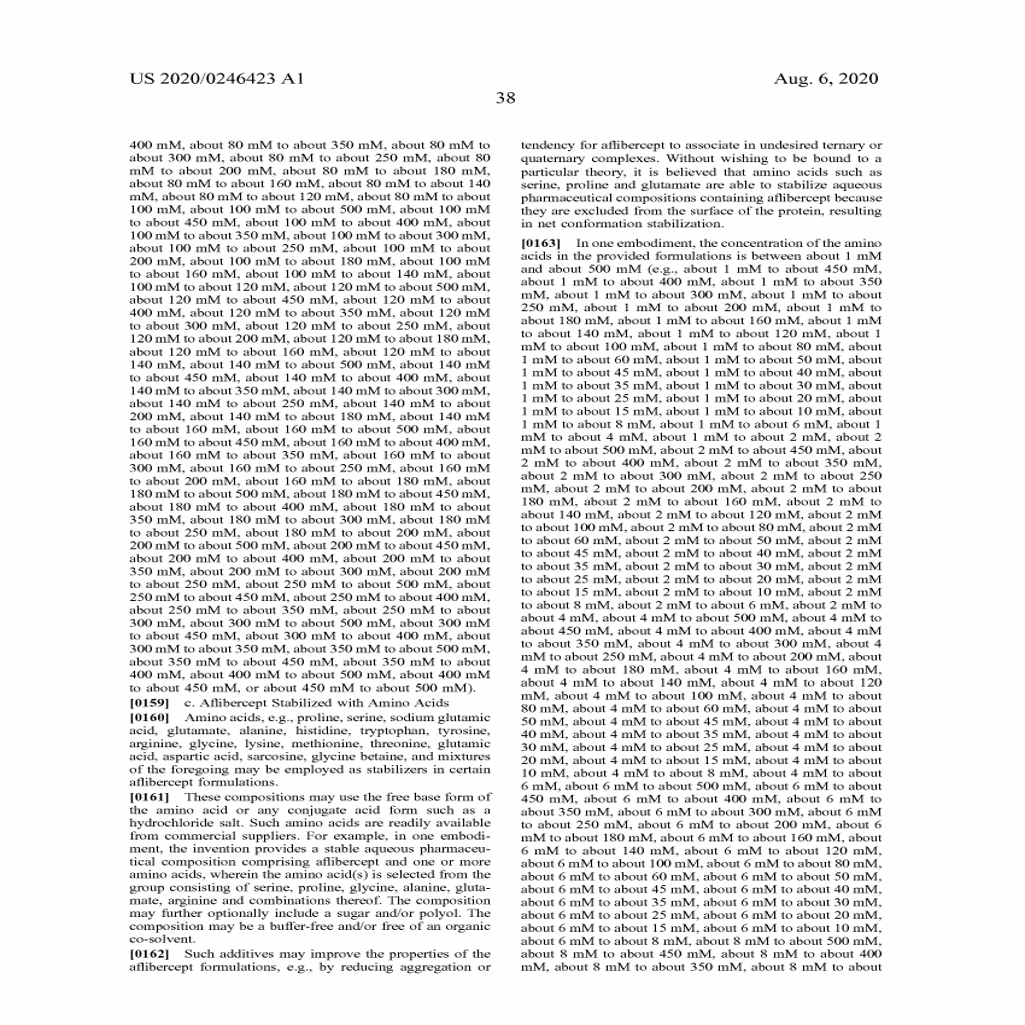 US 2020/0246423 A1
Aug. 6, 2020
38
400 mM, about 80 mM to about 350 mM, about 80 mM to
about 300 mM, about 80 mM to about 250 mM, about 80
mM to about 200 mM, about 80 mM to about 180 mM,
about 80 mM to about 160 mM, about 80 mM to about 140
mM, about 80 mM to about 120 mM, about 80 mM to about
100 mM, about 100 mM to about 500 mM, about 100 mM
to about 450 mM, about 100 mM to about 400 mM, about
100 mM to about 350 mM, about 100 mM to about 300 mM,
about 100 mM to about 250 mM, about 100 mM to about
200 mM, about 100 mM to about 180 mM, about 100 mM
to about 160 mM, about 100 mM to about 140 mM, about
100 mM to about 120 mM, about 120 mM to about 500 mM,
about 120 mM to about 450 mM, about 120 mM to about
400 mM, about 120 mM to about 350 mM, about 120 mM
to about 300 mM, about 120 mM to about 250 mM, about
120 mM to about 200 mM, about 120 mM to about 180 mM,
about 120 mM to about 160 mM, about 120 mM to about
140 mM, about 140 mM to about 500 mM, about 140 mM
to about 450 mM, about 140 mM to about 400 mM, about
140 mM to about 350 mM, about 140 mM to about 300 mM,
about 140 mM to about 250 mM, about 140 mM to about
200 mM, about 140 mM to about 180 mM, about 140 mM
to about 160 mM, about 160 mM to about 500 mM, about
160 mM to about 450 mM, about 160 mM to about 400 mM,
about 160 mM to about 350 mM, about 160 mM to about
300 mM, about 160 mM to about 250 mM, about 160 mM
to about 200 mM, about 160 mM to about 180 mM, about
180 mM to about 500 mM, about 180 mM to about 450 mM,
about 180 mM to about 400 mM, about 180 mM to about
350 mM, about 180 mM to about 300 mM, about 180 mM
to about 250 mM, about 180 mM to about 200 mM, about
200 mM to about 500 mM, about 200 mM to about 450 mM,
about 200 mM to about 400 mM, about 200 mM to about
350 mM, about 200 mM to about 300 mM, about 200 mM
to about 250 mM, about 250 mM to about 500 mM, about
250 mM to about 450 mM, about 250 mM to about 400 mM,
about 250 mM to about 350 mM, about 250 mM to about
300 mM, about 300 mM to about 500 mM, about 300 mM
to about 450 mM, about 300 mM to about 400 mM, about
300 mM to about 350 mM, about 350 mM to about 500 mM,
about 350 mM to about 450 mM, about 350 mM to about
400 mM, about 400 mM to about 500 mM, about 400 mM
to about 450 mM, or about 450 mM to about 500 mM).
[0159] c. Aflibercept Stabilized with Amino Acids
[0160] Amino acids, e.g., proline, serine, sodium glutamic
acid, glutamate, alanine, histidine, tryptophan, tyrosine,
arginine, glycine, lysine, methionine, threonine, glutamic
acid, aspartic acid, sarcosine, glycine betaine, and mixtures
of the foregoing may be employed as stabilizers in certain
aflibercept formulations.
[0161] These compositions may use the free base form of
the amino acid or any conjugate acid form such as a
hydrochloride salt. Such amino acids are readily available
from commercial suppliers. For example, in one embodi-
ment, the invention provides a stable aqueous pharmaceu-
tical composition comprising aflibercept and one or more
amino acids, wherein the amino acid(s) is selected from the
group consisting of serine, proline, glycine, alanine, gluta-
mate, arginine and combinations thereof. The composition
may further optionally include a sugar and/or polyol. The
composition may be a buffer-free and/or free of an organic
co-solvent.
[0162] Such additives may improve the properties of the
aflibercept formulations, e.g., by reducing aggregation or
tendency for aflibercept to associate in undesired ternary or
quaternary complexes. Without wishing to be bound to a
particular theory, it is believed that amino acids such as
serine, proline and glutamate are able to stabilize aqueous
pharmaceutical compositions containing aflibercept because
they are excluded from the surface of the protein, resulting
in net conformation stabilization.
[0163] In one embodiment, the concentration of the amino
acids in the provided formulations is between about 1 mM
and about 500 mM (e.g., about 1 mM to about 450 mM,
about 1 mM to about 400 mM, about 1 mM to about 350
mM, about 1 mM to about 300 mM, about 1 mM to about
250 mM, about 1 mM to about 200 mM, about 1 mM to
about 180 mM, about 1 mM to about 160 mM, about 1 mM
to about 140 mM, about 1 mM to about 120 mM, about 1
mM to about 100 mM, about 1 mM to about 80 mM, about
1 mM to about 60 mM, about 1 mM to about 50 mM, about
1 mM to about 45 mM, about 1 mM to about 40 mM, about
1 mM to about 35 mM, about 1 mM to about 30 mM, about
1 mM to about 25 mM, about 1 mM to about 20 mM, about
1 mM to about 15 mM, about 1 mM to about 10 mM, about
1 mM to about 8 mM, about 1 mM to about 6 mM, about 1
mM to about 4 mM, about 1 mM to about 2 mM, about 2
mM to about 500 mM, about 2 mM to about 450 mM, about
2 mM to about 400 mM, about 2 mM to about 350 mM,
about 2 mM to about 300 mM, about 2 mM to about 250
mM, about 2 mM to about 200 mM, about 2 mM to about
180 mM, about 2 mM to about 160 mM, about 2 mM to
about 140 mM, about 2 mM to about 120 mM, about 2 mM
to about 100 mM, about 2 mM to about 80 mM, about 2 mM
to about 60 mM, about 2 mM to about 50 mM, about 2 mM
to about 45 mM, about 2 mM to about 40 mM, about 2 mM
to about 35 mM, about 2 mM to about 30 mM, about 2 mM
to about 25 mM, about 2 mM to about 20 mM, about 2 mM
to about 15 mM, about 2 mM to about 10 mM, about 2 mM
to about 8 mM, about 2 mM to about 6 mM, about 2 mM to
about 4 mM, about 4 mM to about 500 mM, about 4 mM to
about 450 mM, about 4 mM to about 400 mM, about 4 mM
to about 350 mM, about 4 mM to about 300 mM, about 4
mM to about 250 mM, about 4 mM to about 200 mM, about
4 mM to about 180 mM, about 4 mM to about 160 mM,
about 4 mM to about 140 mM, about 4 mM to about 120
mM, about 4 mM to about 100 mM, about 4 mM to about
80 mM, about 4 mM to about 60 mM, about 4 mM to about
50 mM, about 4 mM to about 45 mM, about 4 mM to about
40 mM, about 4 mM to about 35 mM, about 4 mM to about
30 mM, about 4 mM to about 25 mM, about 4 mM to about
20 mM, about 4 mM to about 15 mM, about 4 mM to about
10 mM, about 4 mM to about 8 mM, about 4 mM to about
6 mM, about 6 mM to about 500 mM, about 6 mM to about
450 mM, about 6 mM to about 400 mM, about 6 mM to
about 350 mM, about 6 mM to about 300 mM, about 6 mM
to about 250 mM, about 6 mM to about 200 mM, about 6
mM to about 180 mM, about 6 mM to about 160 mM, about
6 mM to about 140 mM, about 6 mM to about 120 mM,
about 6 mM to about 100 mM, about 6 mM to about 80 mM,
about 6 mM to about 60 mM, about 6 mM to about 50 mM,
about 6 mM to about 45 mM, about 6 mM to about 40 mM,
about 6 mM to about 35 mM, about 6 mM to about 30 mM,
about 6 mM to about 25 mM, about 6 mM to about 20 mM,
about 6 mM to about 15 mM, about 6 mM to about 10 mM,
about 6 mM to about 8 mM, about 8 mM to about 500 mM,
about 8 mM to about 450 mM, about 8 mM to about 400
mM, about 8 mM to about 350 mM, about 8 mM to about